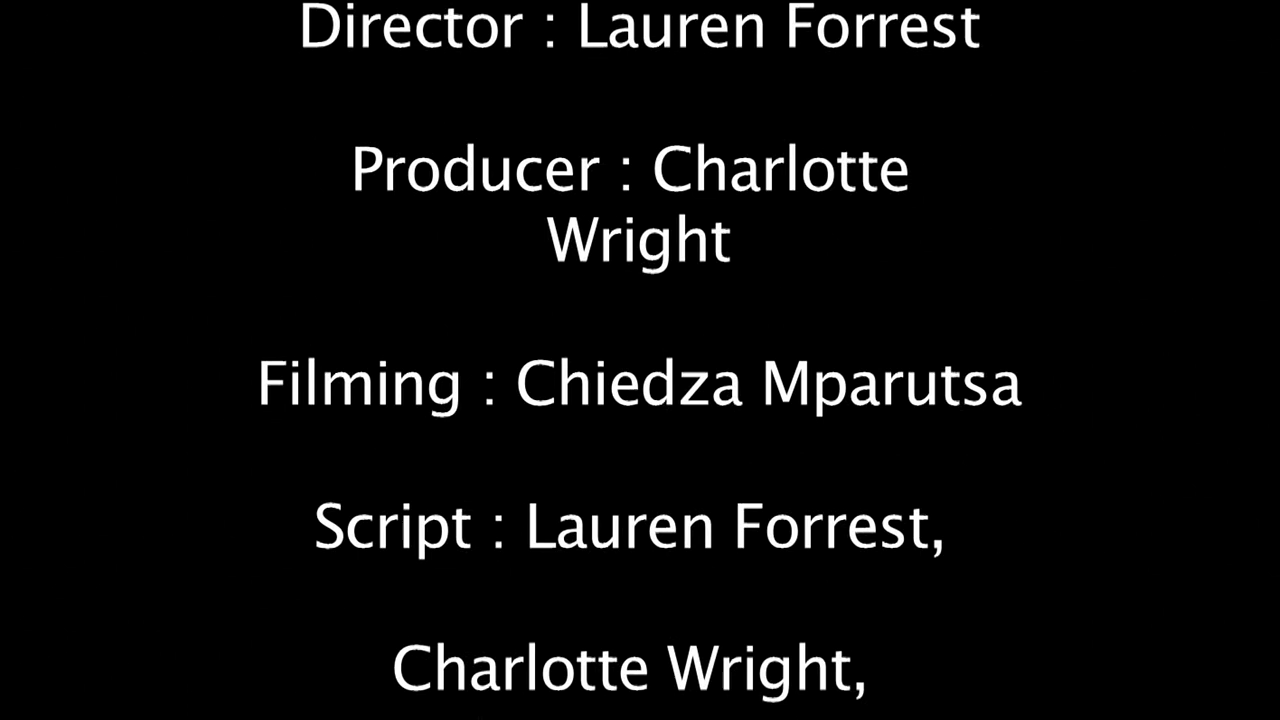 Director : Lauren Forrest
Producer : Charlotte
Wright
Filming : Chiedza Mparutsa
Script : Lauren Forrest,
Charlotte Wright,